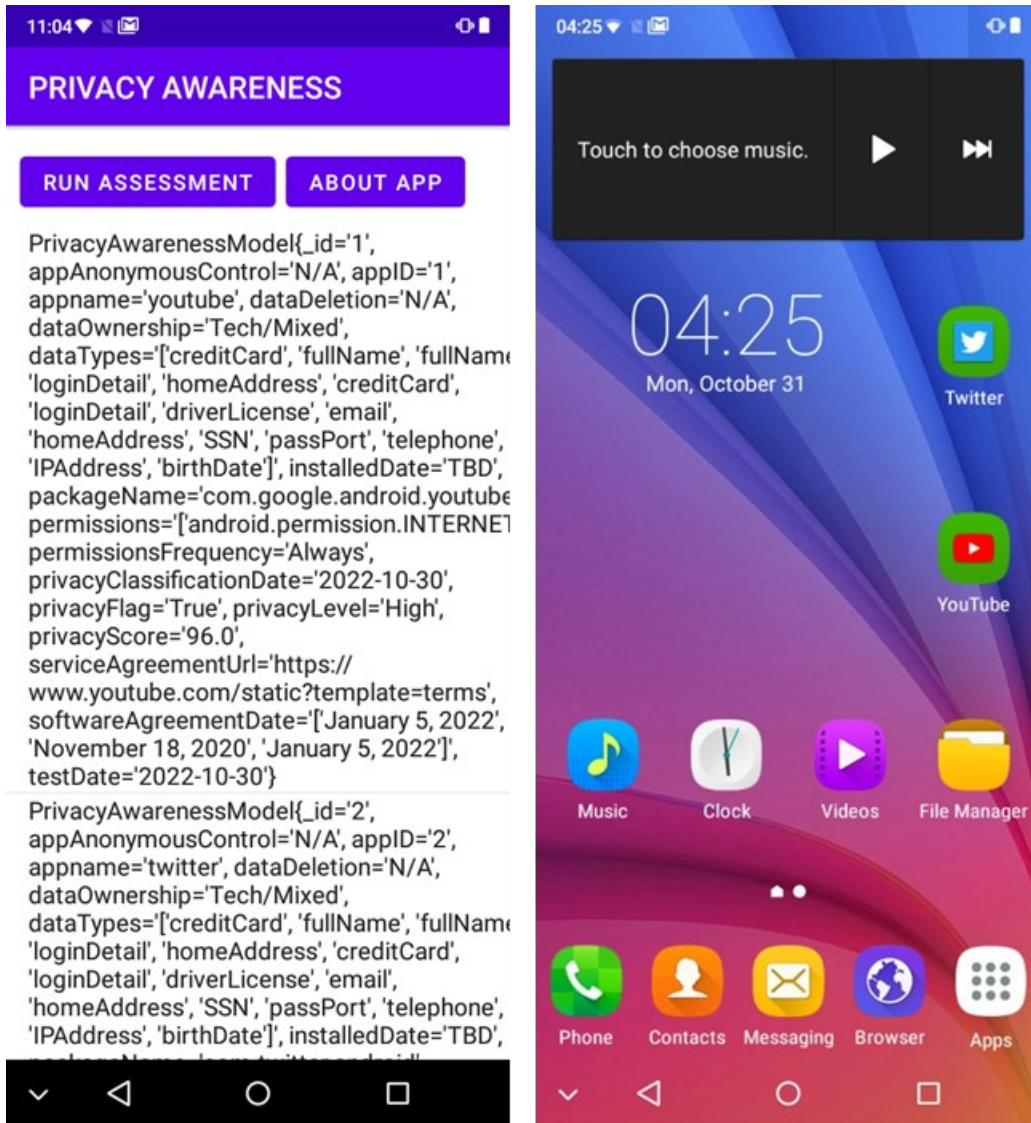 11:04
PRIVACY AWARENESS
RUN ASSESSMENT
ABOUT APP
PrivacyAwarenessModel{_id='1',
appAnonymousControl='N/A', appID='1',
appname='youtube', dataDeletion='N/A',
dataOwnership='Tech/Mixed',
dataTypes='['creditCard', 'fullName', 'fullName
'loginDetail', 'homeAddress', 'creditCard',
'loginDetail', 'driverLicense', 'email',
'homeAddress', 'SSN', 'passPort', 'telephone',
'IPAddress', 'birthDate']', installedDate='TBD',
packageName='com.google.android.youtube
permissions='['android.permission.INTERNET
permissionsFrequency='Always',
privacyClassificationDate='2022-10-30',
privacyFlag='True', privacyLevel='High',
privacyScore='96.0',
serviceAgreementUrl='https://
www.youtube.com/static?template=terms',
softwareAgreementDate='['January 5, 2022',
'November 18, 2020', 'January 5, 2022']',
testDate='2022-10-30'}
PrivacyAwarenessModel{_id='2',
appAnonymousControl='N/A', appID='2',
appname='twitter', dataDeletion='N/A',
dataOwnership='Tech/Mixed',
dataTypes='['creditCard', 'fullName', 'fullName
'loginDetail', 'homeAddress', 'creditCard',
'loginDetail', 'driverLicense', 'email',
'homeAddress', 'SSN', 'passPort', 'telephone',
'IPAddress', 'birthDate']', installedDate='TBD',
04:25
Touch to choose music.
04:25
Mon, October 31
Twitter
YouTube
Music
Clock
Videos
File Manager
Phone
Contacts
Messaging
Browser
Apps